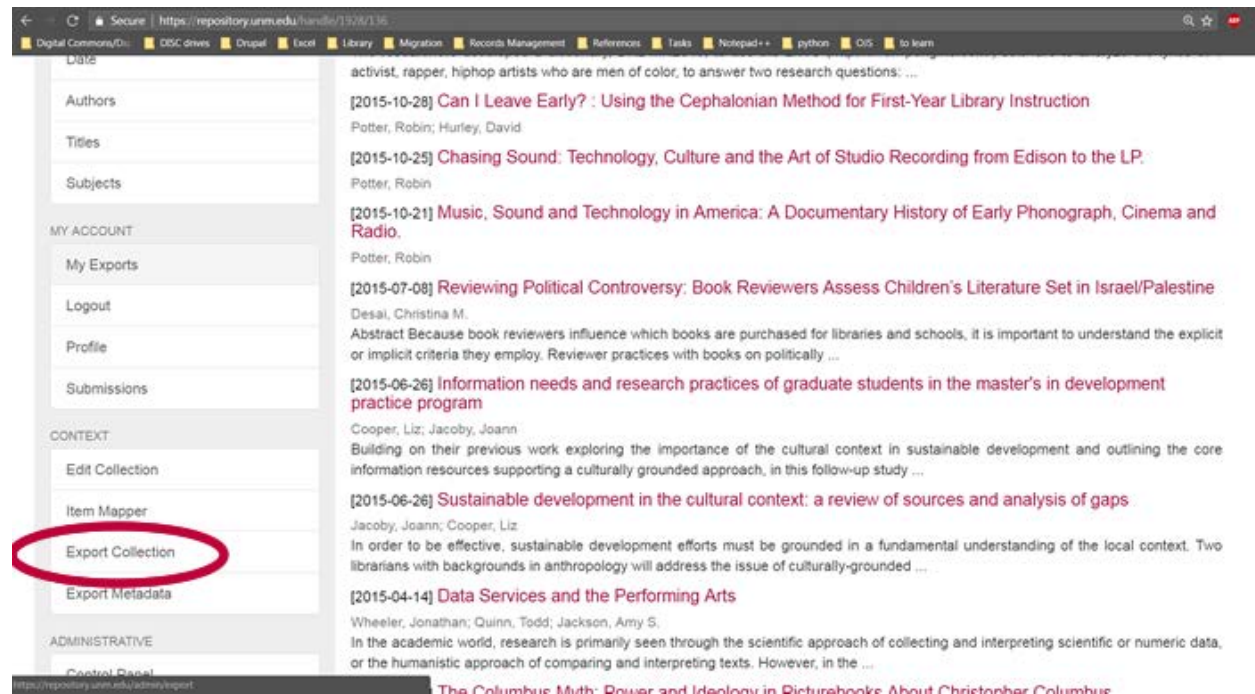 Secure https://repository.unm.edu/handle/1928/136
Digital Commons/Di DISC drives Drupal Excel Library Migration Records Management References Tasks Notepad++ python OJS to learn
Date
Authors
Titles
Subjects
MY ACCOUNT
My Exports
Logout
Profile
Submissions
CONTEXT
Edit Collection
Item Mapper
Export Collection
Export Metadata
ADMINISTRATIVE
Control Panel
https://repository.unm.edu/admin/export
activist, rapper, hiphop artists who are men of color, to answer two research questions: ...
[2015-10-28] Can I Leave Early? : Using the Cephalonian Method for First-Year Library Instruction
Potter, Robin; Hurley, David
[2015-10-25] Chasing Sound: Technology, Culture and the Art of Studio Recording from Edison to the LP.
Potter, Robin
[2015-10-21] Music, Sound and Technology in America: A Documentary History of Early Phonograph, Cinema and
Radio.
Potter, Robin
[2015-07-08] Reviewing Political Controversy: Book Reviewers Assess Children's Literature Set in Israel/Palestine
Desai, Christina M.
Abstract Because book reviewers influence which books are purchased for libraries and schools, it is important to understand the explicit
or implicit criteria they employ. Reviewer practices with books on politically ...
[2015-06-26] Information needs and research practices of graduate students in the master's in development
practice program
Cooper, Liz; Jacoby, Joann
Building on their previous work exploring the importance of the cultural context in sustainable development and outlining the core
information resources supporting a culturally grounded approach, in this follow-up study ...
[2015-06-26] Sustainable development in the cultural context: a review of sources and analysis of gaps
Jacoby, Joann; Cooper, Liz
In order to be effective, sustainable development efforts must be grounded in a fundamental understanding of the local context. Two
librarians with backgrounds in anthropology will address the issue of culturally-grounded ...
[2015-04-14] Data Services and the Performing Arts
Wheeler, Jonathan; Quinn, Todd; Jackson, Amy S.
In the academic world, research is primarily seen through the scientific approach of collecting and interpreting scientific or numeric data,
or the humanistic approach of comparing and interpreting texts. However, in the ...
The Columbus Myth: Power and Ideology in Picturebooks About Christopher Columbus